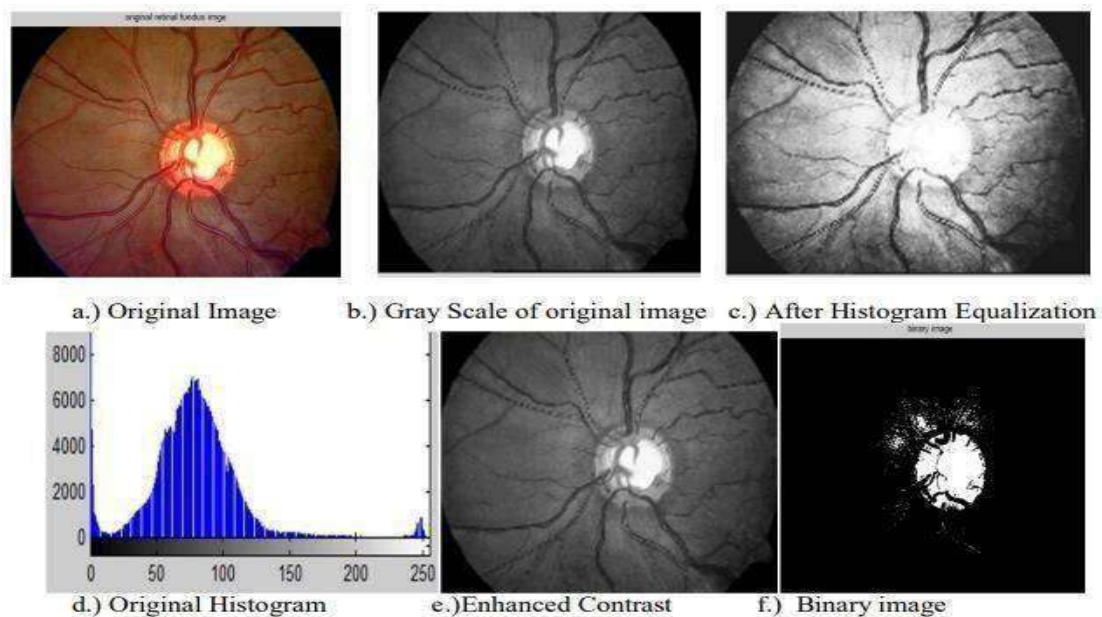 original retinal fundus image
a.) Original Image
b.) Gray Scale of original image
c.) After Histogram Equalization
8000
6000
4000
2000
0
0 50 100 150 200 250
binary image
d.) Original Histogram
e.)Enhanced Contrast
f.) Binary image